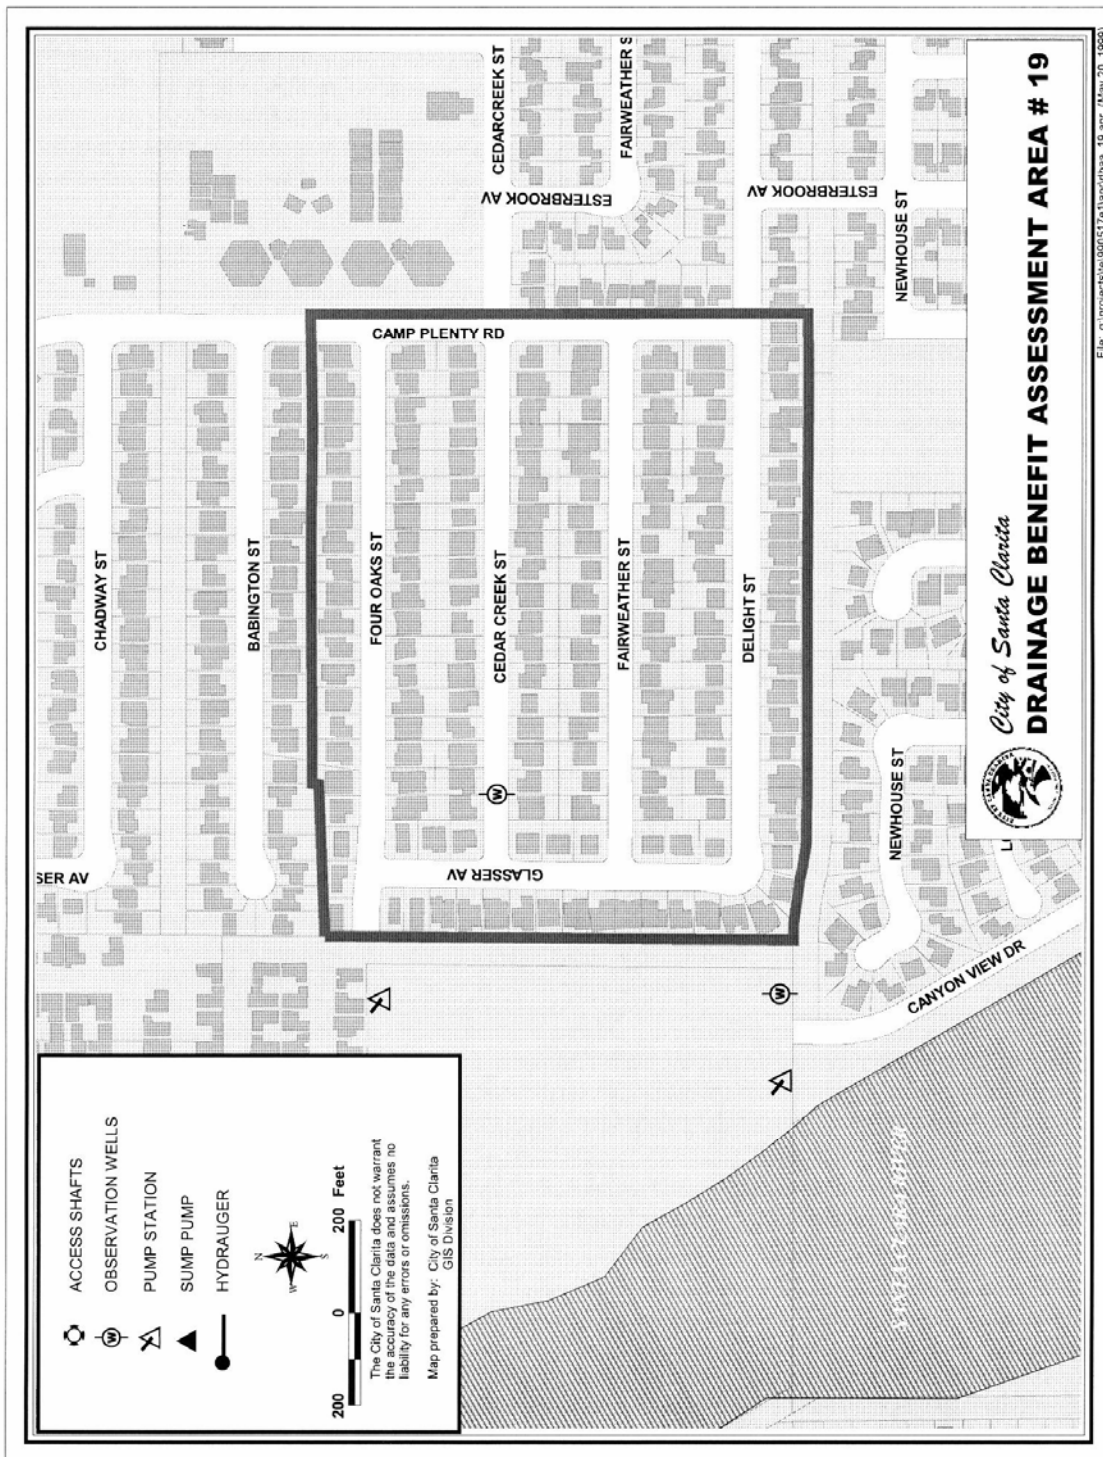 City of Santa Clarita
DRAINAGE BENEFIT ASSESSMENT AREA # 19
ACCESS SHAFTS
W OBSERVATION WELLS
PUMP STATION
SUMP PUMP
HYDRAUGER
N
W E
S
200 0 200 Feet
The City of Santa Clarita does not warrant
the accuracy of the data and assumes no
liability for any errors or omissions.
Map prepared by: City of Santa Clarita
GIS Division
SER AV
CHADWAY ST
BABINGTON ST
FOUR OAKS ST
CAMP PLENTY RD
CEDAR CREEK ST
W
GLASSER AV
FAIRWEATHER ST
DELIGHT ST
W
CEDARCREEK ST
ESTERBROOK AV
FAIRWEATHER S
ESTERBROOK AV
NEWHOUSE ST
NEWHOUSE ST
CANYON VIEW DR
SANTA CLARA RIVER